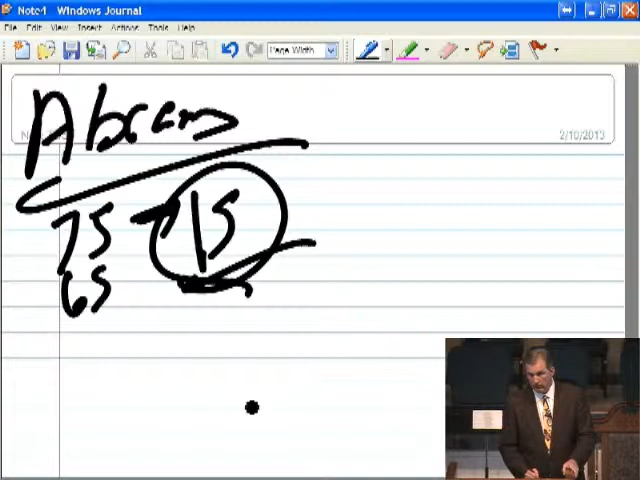 Note1 - Windows Journal
File Edit View Insert Actions Tools Help
Page Width
Abram
2/10/2013
75 - 15
65